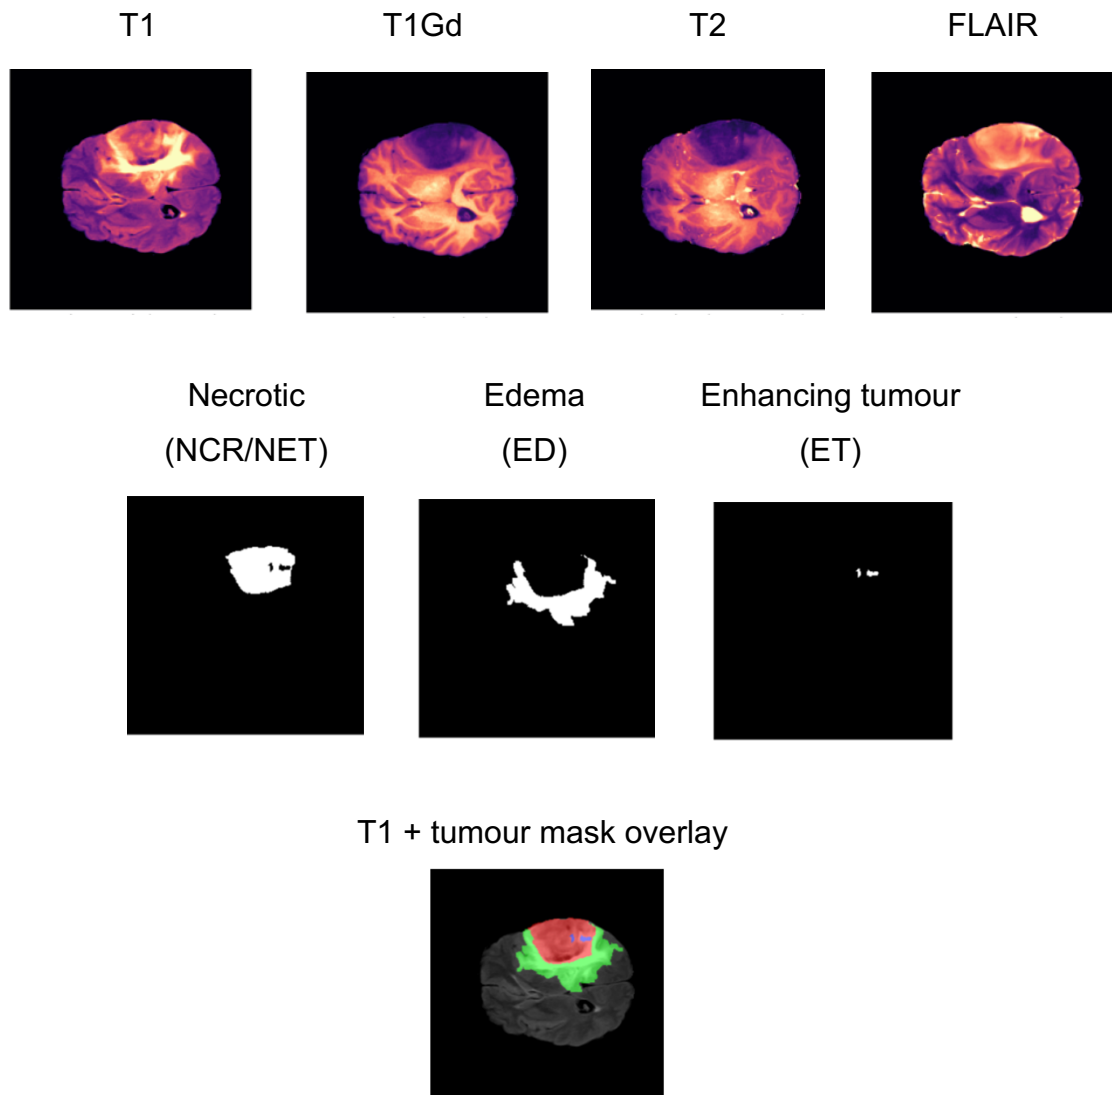 T1
T1Gd
T2
FLAIR
Necrotic
(NCR/NET)
Edema
(ED)
Enhancing tumour
(ET)
T1 + tumour mask overlay